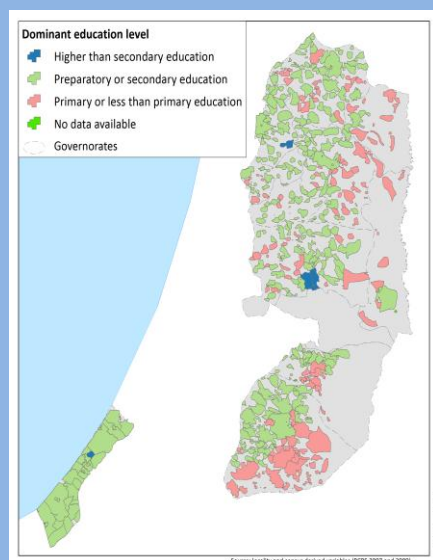 Dominant education level
Higher than secondary education
Preparatory or secondary education
Primary or less than primary education
No data available
Governorates